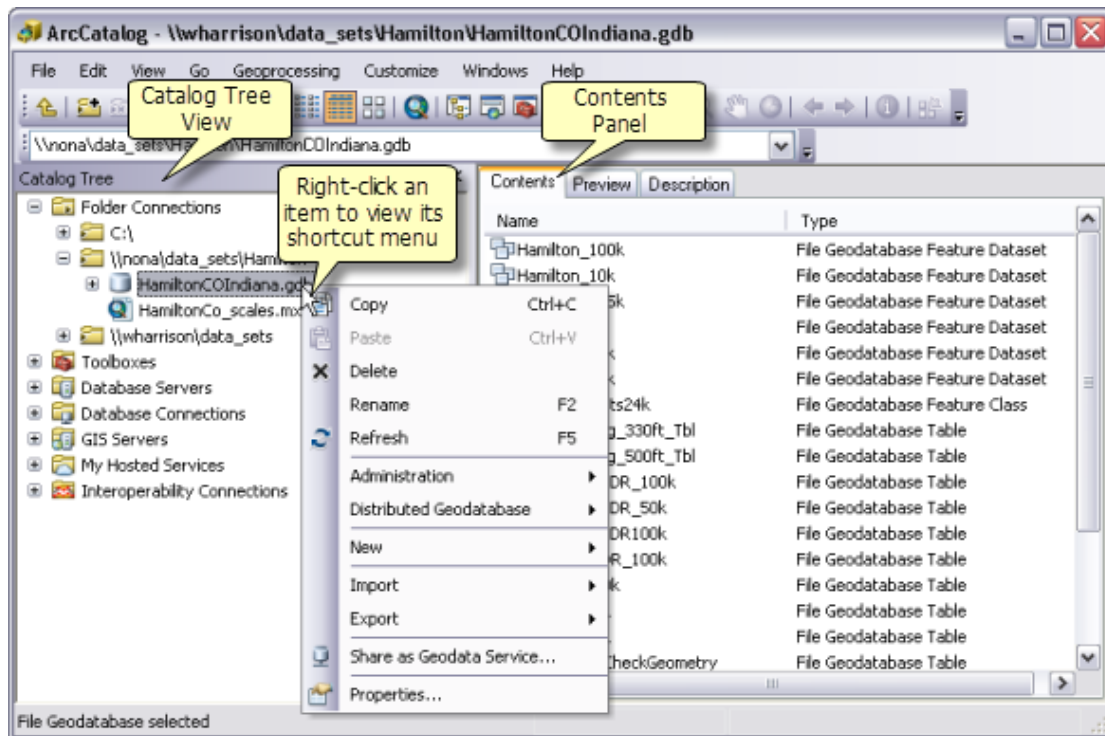 ArcCatalog - \\wharrison\data_sets\Hamilton\HamiltonCOIndiana.gdb
File Edit View Go Geoprocessing Customize Windows Help
Catalog Tree
View
Contents
Panel
\\nona\data_sets\Hamilton\HamiltonCOIndiana.gdb
Catalog Tree
Right-click an
item to view its
shortcut menu
Folder Connections
C:\
\\nona\data_sets\Hamilton
HamiltonCOIndiana.gdb
HamiltonCo_scales.mx
\\wharrison\data_sets
Toolboxes
Database Servers
Database Connections
GIS Servers
My Hosted Services
Interoperability Connections
Copy Ctrl+C
Paste Ctrl+V
Delete
Rename F2
Refresh F5
Administration
Distributed Geodatabase
New
Import
Export
Share as Geodata Service...
Properties...
Contents Preview Description
Name Type
Hamilton_100k File Geodatabase Feature Dataset
Hamilton_10k File Geodatabase Feature Dataset
5k File Geodatabase Feature Dataset
File Geodatabase Feature Dataset
k File Geodatabase Feature Dataset
k File Geodatabase Feature Dataset
ts24k File Geodatabase Feature Class
g_330ft_Tbl File Geodatabase Table
g_500ft_Tbl File Geodatabase Table
DR_100k File Geodatabase Table
DR_50k File Geodatabase Table
DR100k File Geodatabase Table
R_100k File Geodatabase Table
k File Geodatabase Table
File Geodatabase Table
File Geodatabase Table
CheckGeometry File Geodatabase Table
File Geodatabase selected